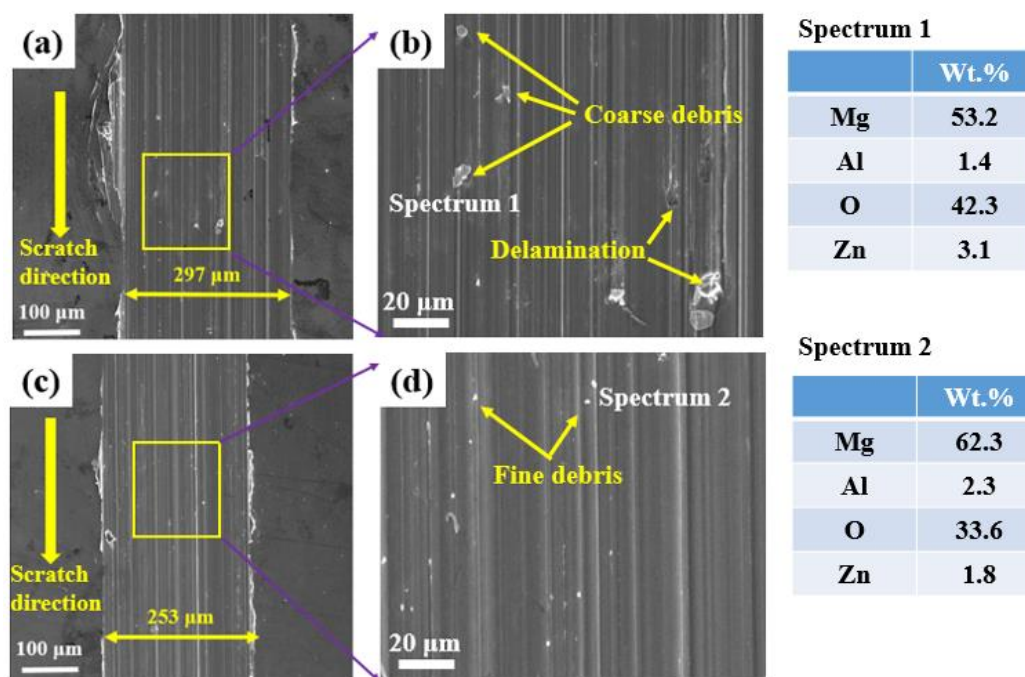 (a)
Scratch
direction
297 μm
100 μm
(b)
Coarse debris
Spectrum 1
Delamination
20 μm
Spectrum 1
Wt.%
Mg 53.2
Al 1.4
O 42.3
Zn 3.1
(c)
Scratch
direction
253 μm
100 μm
(d)
Spectrum 2
Fine debris
20 μm
Spectrum 2
Wt.%
Mg 62.3
Al 2.3
O 33.6
Zn 1.8